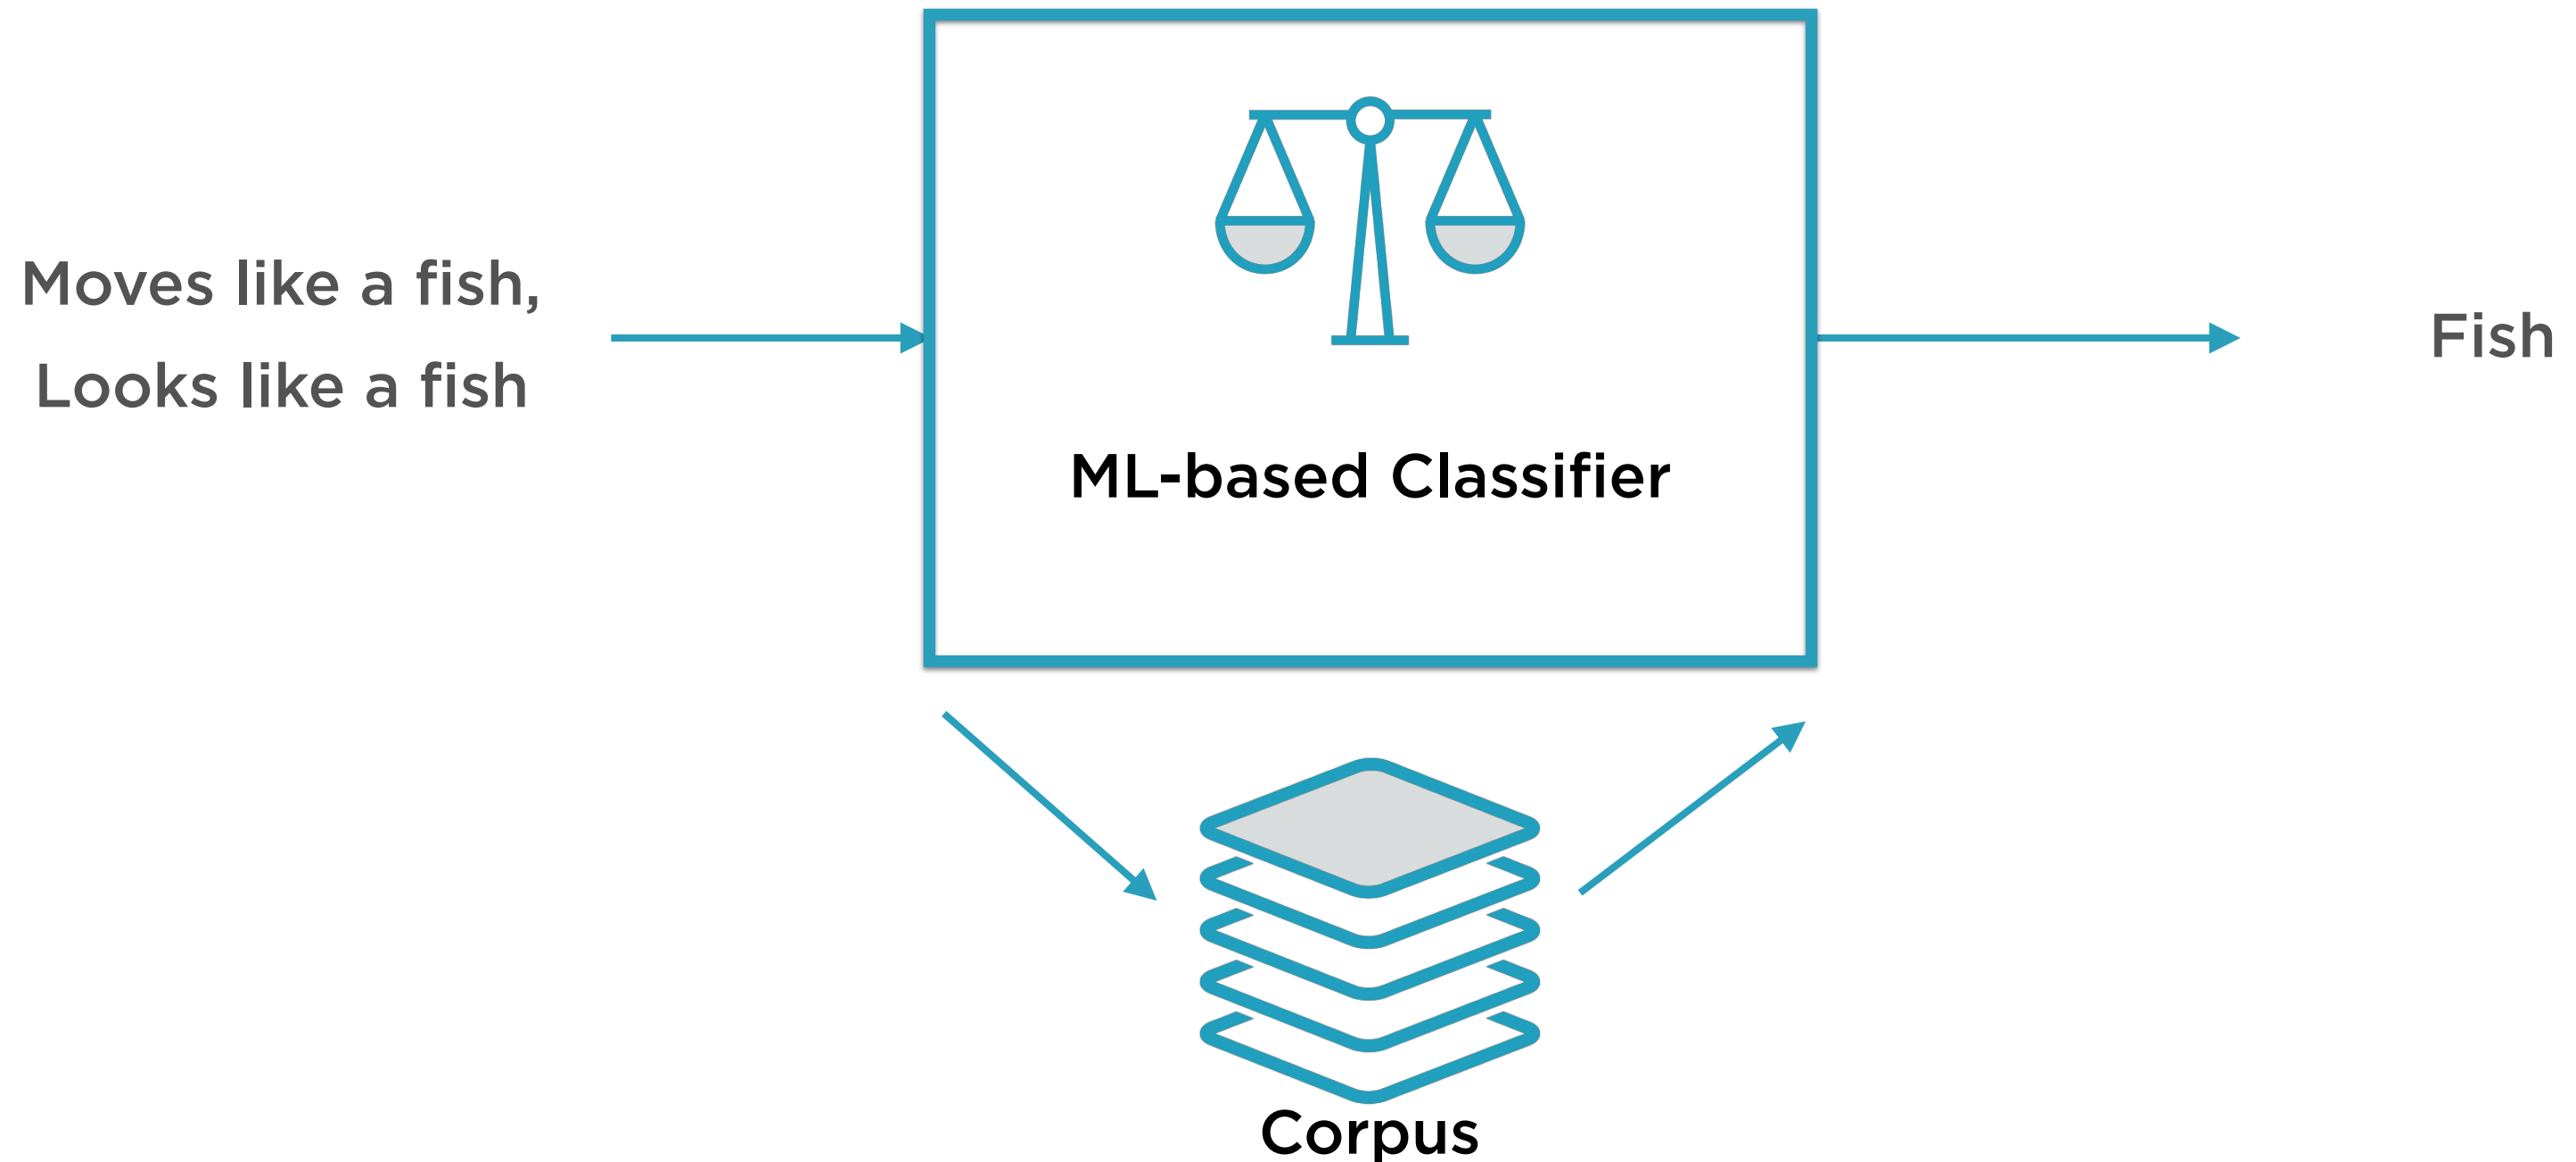 Moves like a fish,
Looks like a fish
ML-based Classifier
Fish
Corpus